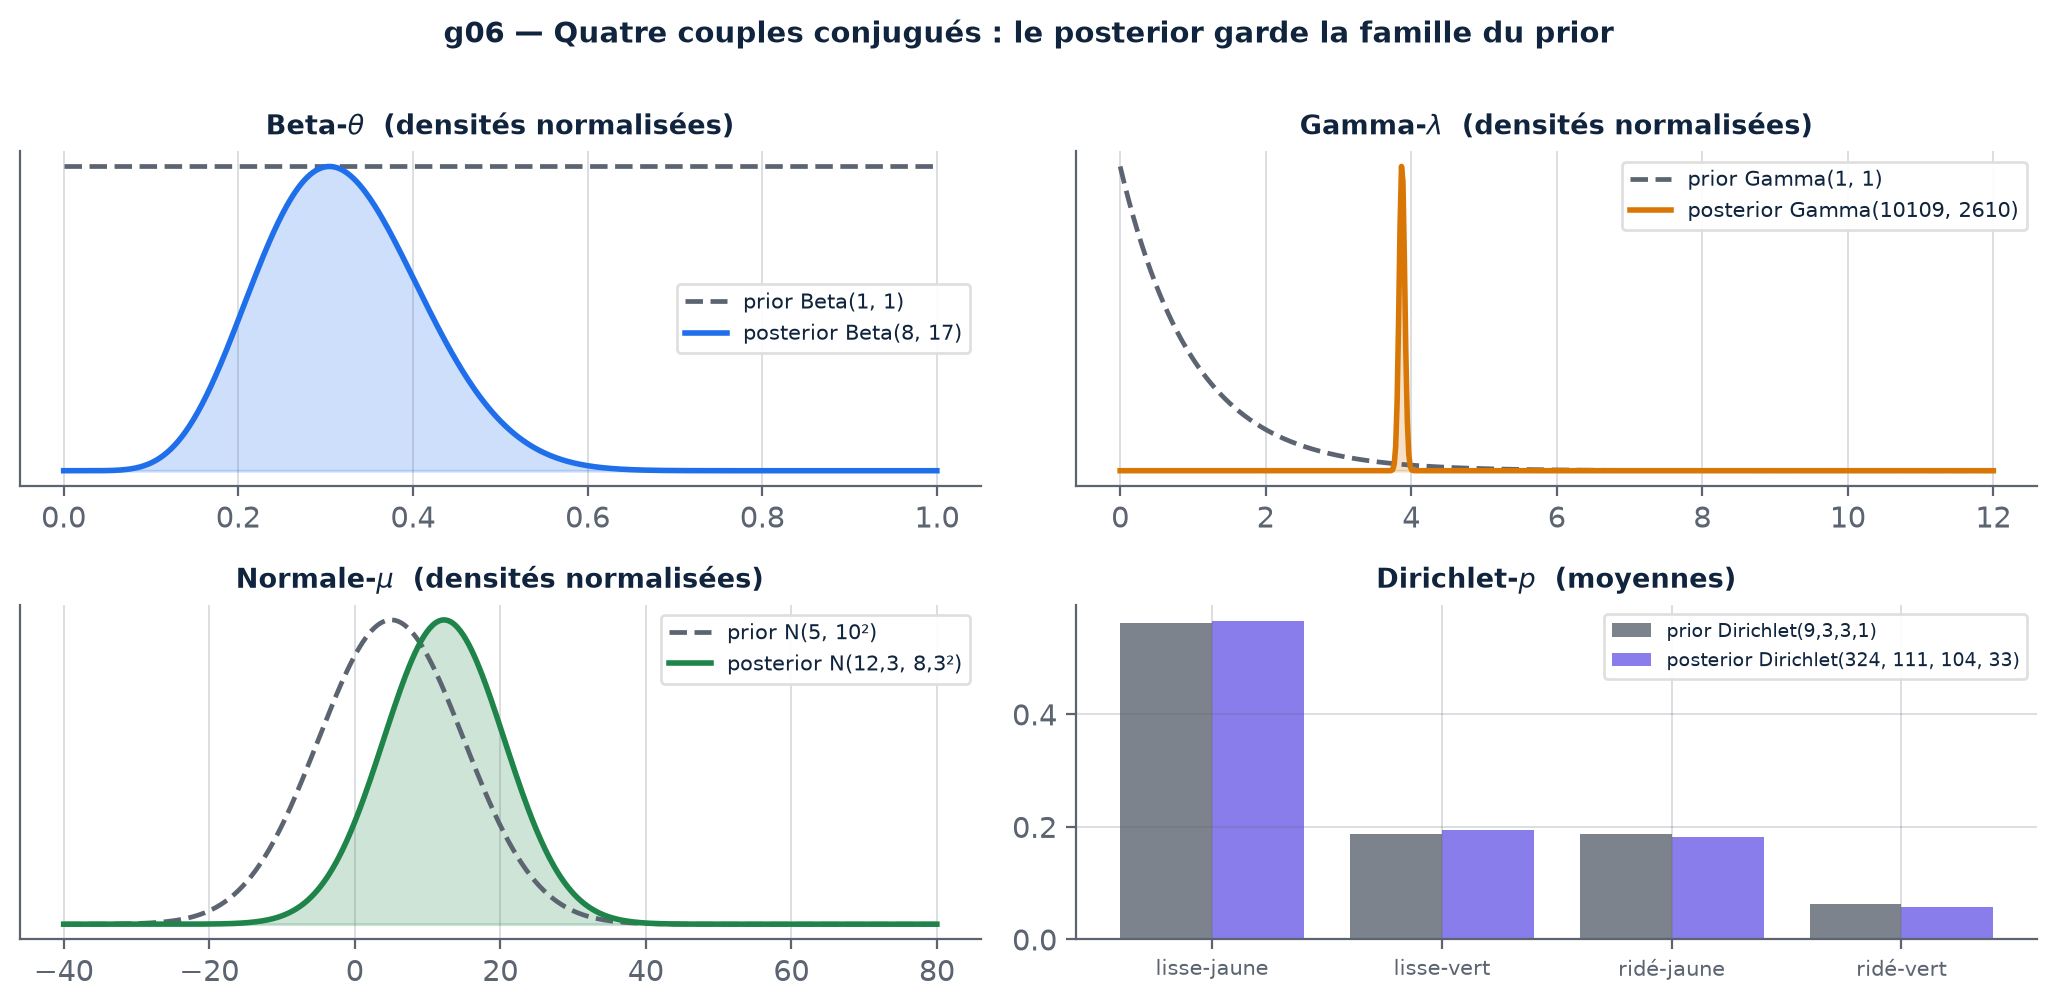 g06 — Quatre couples conjugués : le posterior garde la famille du prior
Beta-θ (densités normalisées)
prior Beta(1, 1)
posterior Beta(8, 17)
0.0 0.2 0.4 0.6 0.8 1.0
Gamma-λ (densités normalisées)
prior Gamma(1, 1)
posterior Gamma(10109, 2610)
0 2 4 6 8 10 12
Normale-μ (densités normalisées)
prior N(5, 10²)
posterior N(12,3, 8,3²)
−40 −20 0 20 40 60 80
Dirichlet-p (moyennes)
prior Dirichlet(9,3,3,1)
posterior Dirichlet(324, 111, 104, 33)
0.4
0.2
0.0
lisse-jaune lisse-vert ridé-jaune ridé-vert